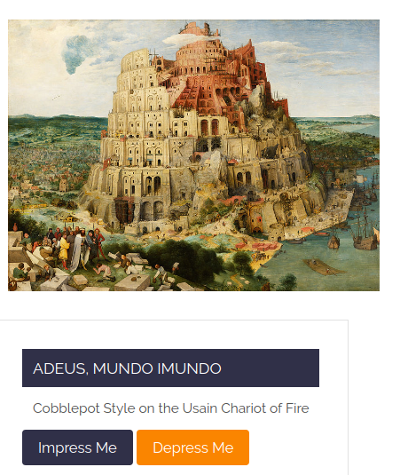 ADEUS, MUNDO IMUNDO
Cobblepot Style on the Usain Chariot of Fire
Impress Me Depress Me